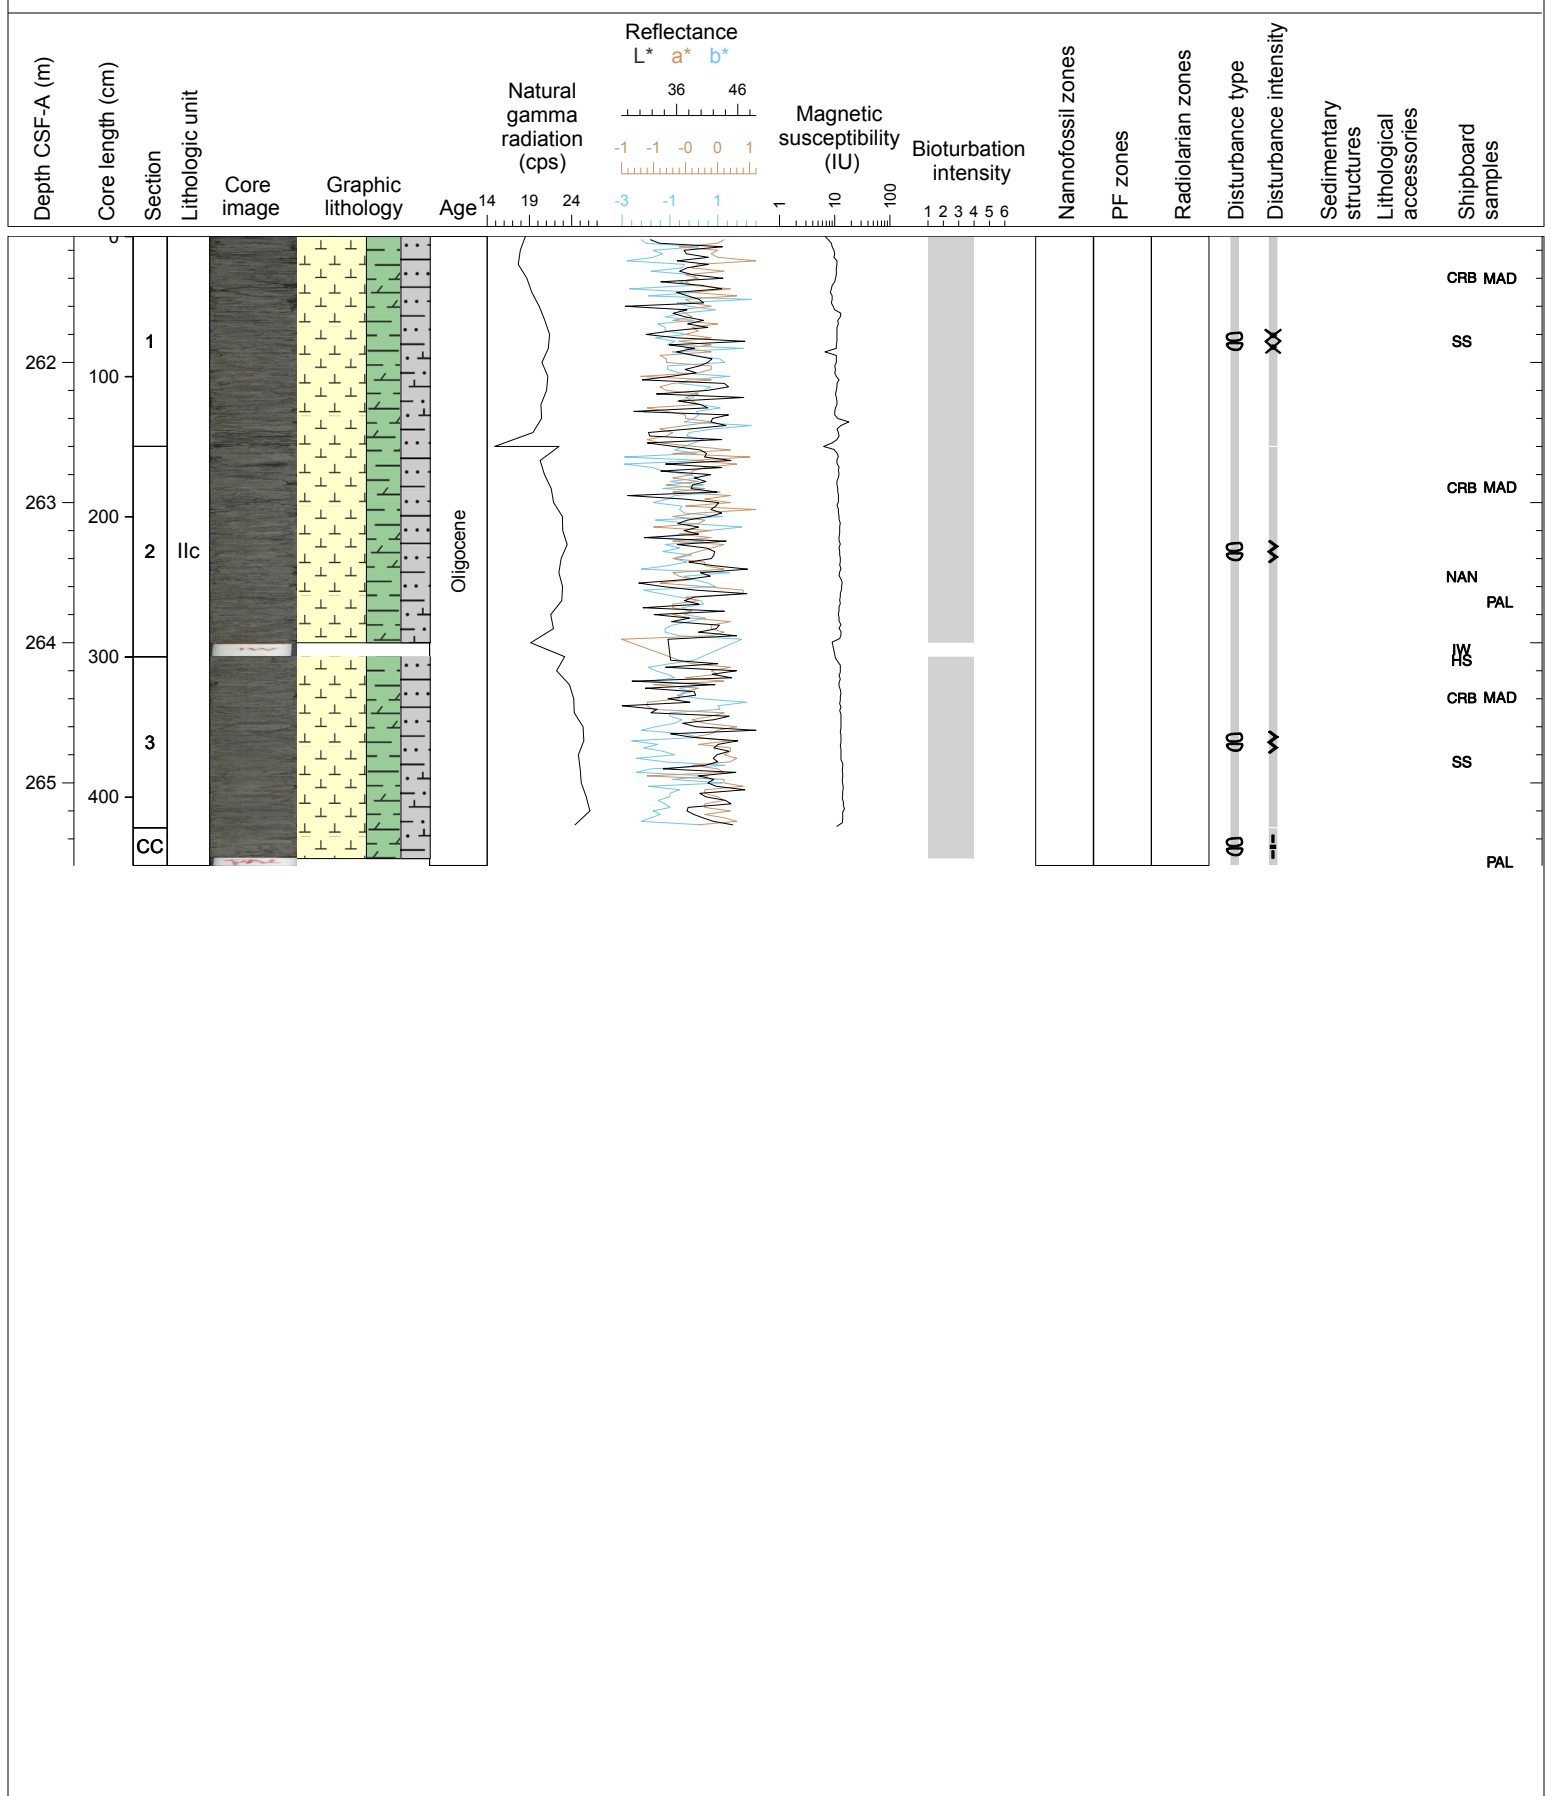 Depth CSF-A (m)
Core length (cm)
Section
Lithologic unit
Core
image
Graphic
lithology
Age
Natural
gamma
radiation
(cps)
14 19 24
Reflectance
L* a* b*
36 46
-1 -1 -0 0 1
-3 -1 1
Magnetic
susceptibility
(IU)
1 10 100
Bioturbation
intensity
1 2 3 4 5 6
Nannofossil zones
PF zones
Radiolarian zones
Disturbance type
Disturbance intensity
Sedimentary
structures
Lithological
accessories
Shipboard
samples
0
CRB MAD
1
SS
262
100
263
CRB MAD
200
2
IIc
Oligocene
NAN
PAL
264
IW
HS
300
CRB MAD
3
SS
265
400
CC
PAL